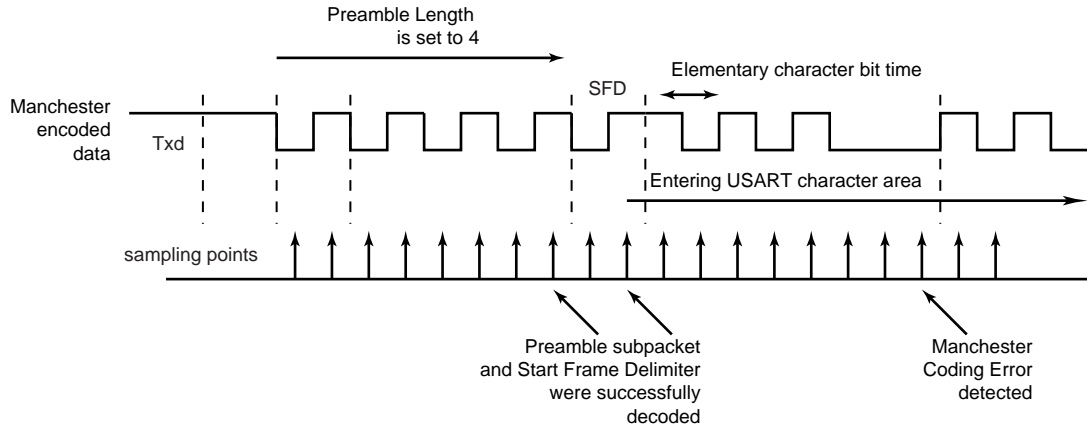 Preamble Length
is set to 4
Elementary character bit time
SFD
Manchester
encoded
data
Txd
Entering USART character area
sampling points
Preamble subpacket
and Start Frame Delimiter
were successfully
decoded
Manchester
Coding Error
detected